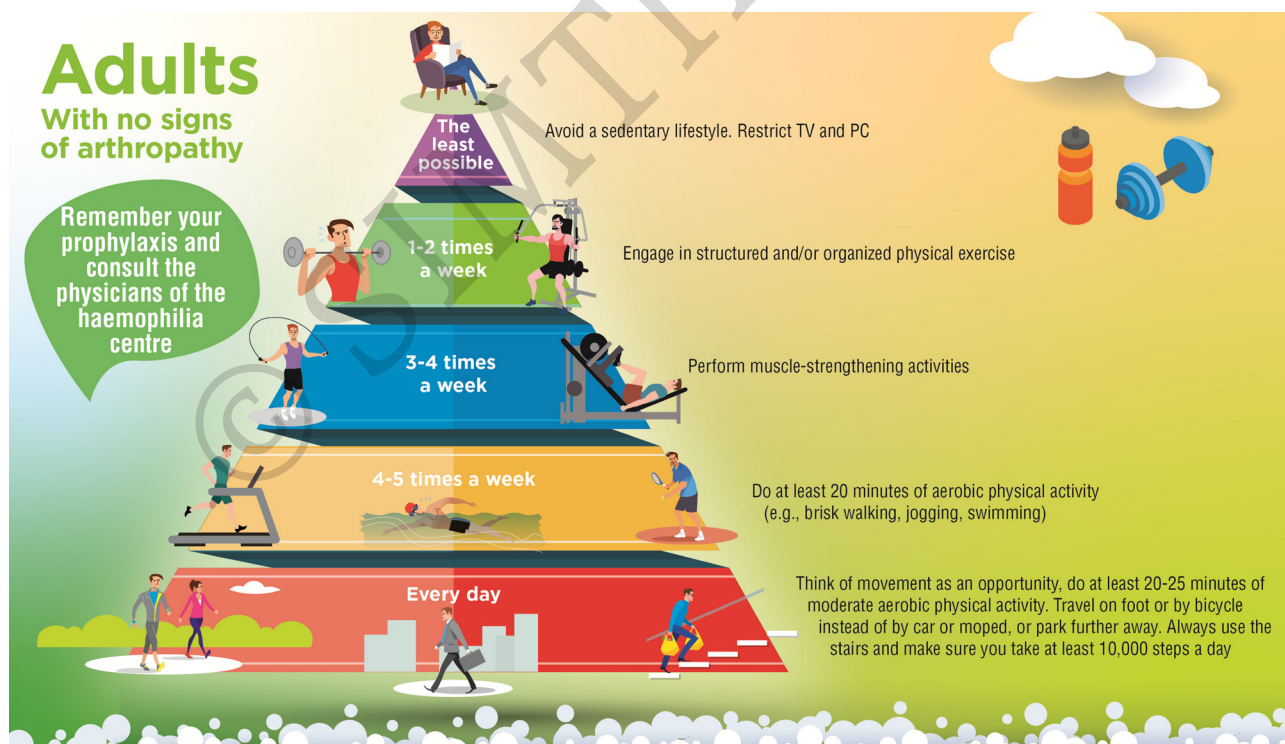 Adults
With no signs
of arthropathy
Remember your
prophylaxis and
consult the
physicians of the
haemophilia
centre
The
least
possible
Avoid a sedentary lifestyle. Restrict TV and PC
1-2 times
a week
Engage in structured and/or organized physical exercise
3-4 times
a week
Perform muscle-strengthening activities
4-5 times a week
Do at least 20 minutes of aerobic physical activity
(e.g., brisk walking, jogging, swimming)
Every day
Think of movement as an opportunity, do at least 20-25 minutes of
moderate aerobic physical activity. Travel on foot or by bicycle
instead of by car or moped, or park further away. Always use the
stairs and make sure you take at least 10,000 steps a day